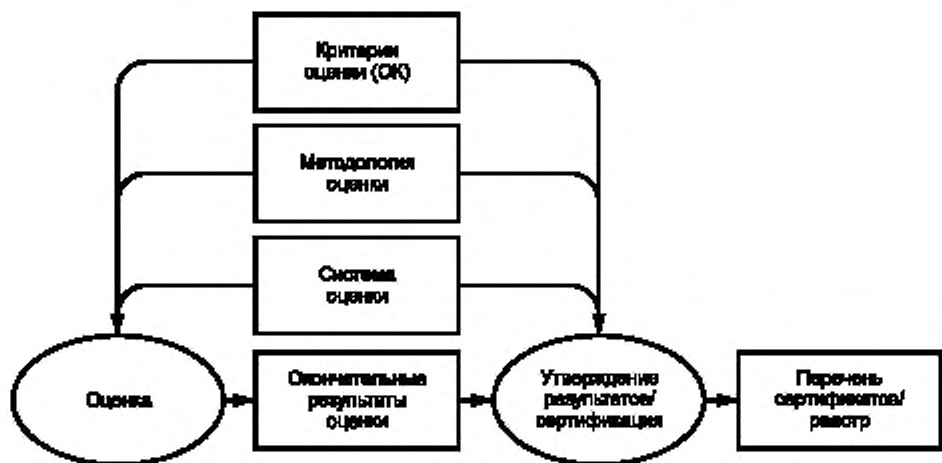 Критерии
оценки (ОК)
Методология
оценки
Система
оценки
Оценка
Окончательные
результаты
оценки
Утверждение
результатов/
сертификация
Перечень
сертификатов/
реестр